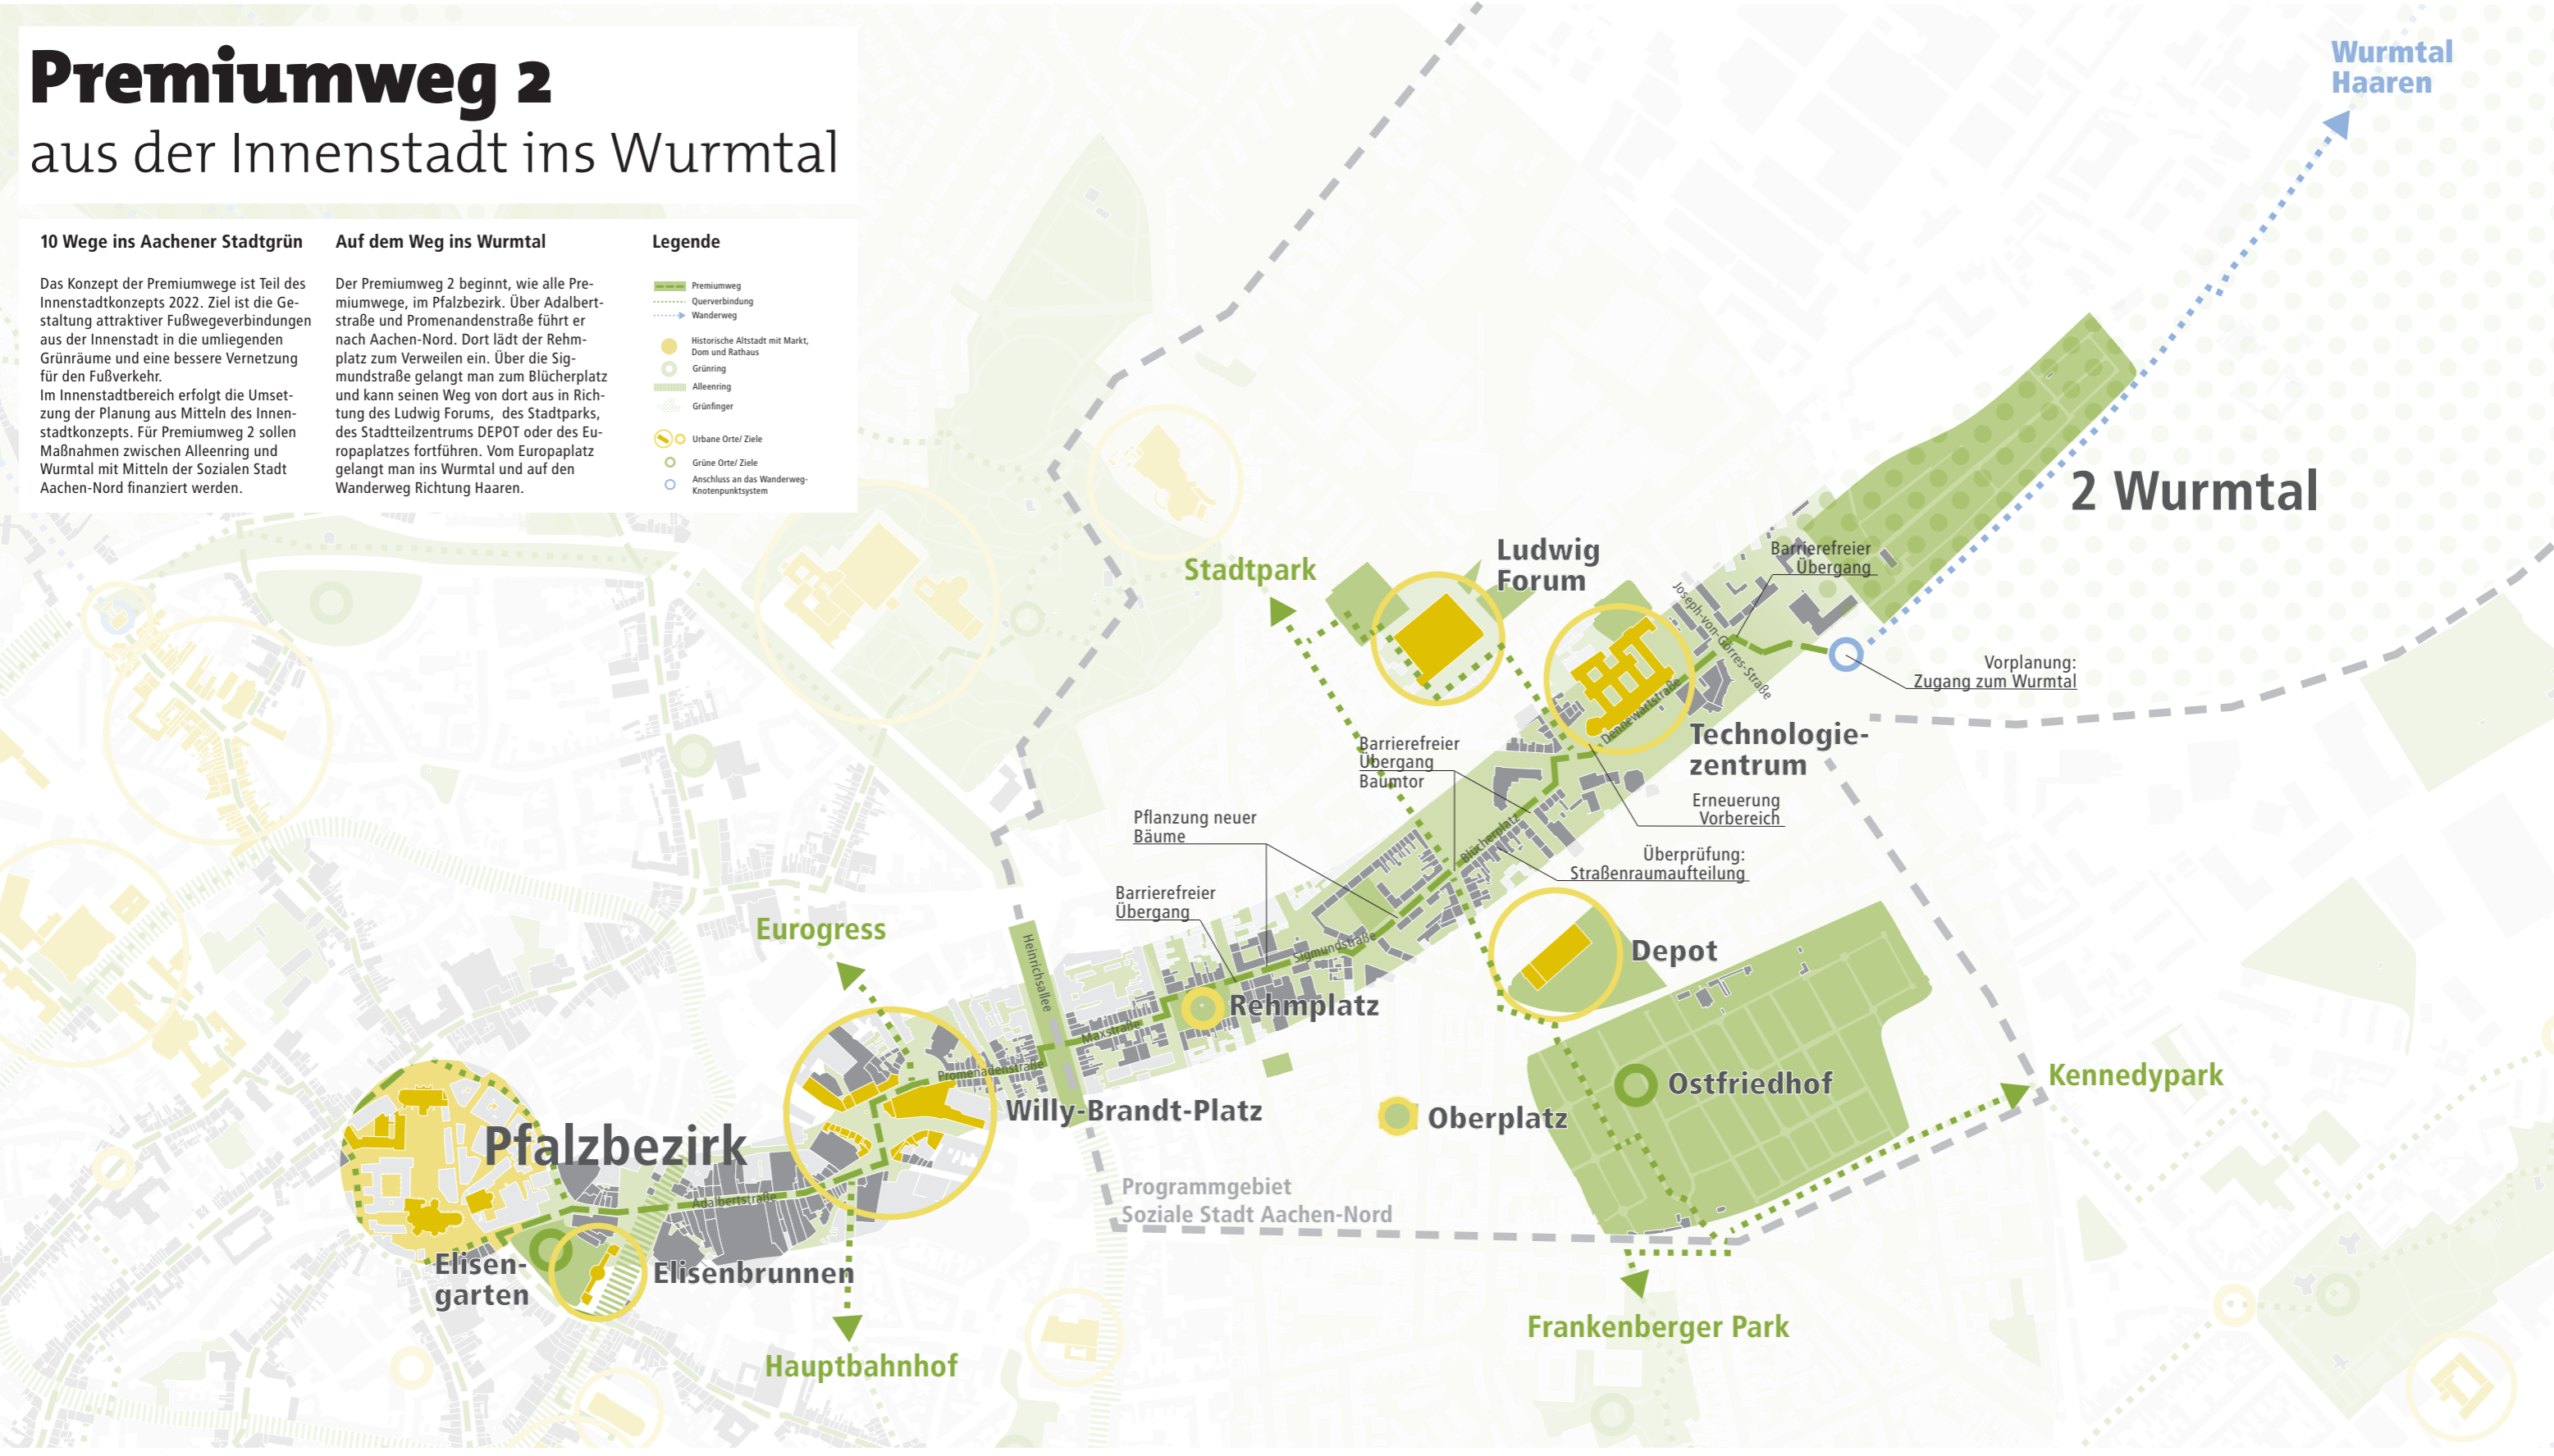 Premiumweg 2
aus der Innenstadt ins Wurmtal
10 Wege ins Aachener Stadtgrün
Das Konzept der Premiumwege ist Teil des
Innenstadtkonzepts 2022. Ziel ist die Ge-
staltung attraktiver Fußwegeverbindungen
aus der Innenstadt in die umliegenden
Grünräume und eine bessere Vernetzung
für den Fußverkehr.
Im Innenstadtbereich erfolgt die Umset-
zung der Planung aus Mitteln des Innen-
stadtkonzepts. Für Premiumweg 2 sollen
Maßnahmen zwischen Alleenring und
Wurmtal mit Mitteln der Sozialen Stadt
Aachen-Nord finanziert werden.
Auf dem Weg ins Wurmtal
Der Premiumweg 2 beginnt, wie alle Pre-
miumwege, im Pfalzbezirk. Über Adalbert-
straße und Promenandenstraße führt er
nach Aachen-Nord. Dort lädt der Rehm-
platz zum Verweilen ein. Über die Sig-
mundstraße gelangt man zum Blücherplatz
und kann seinen Weg von dort aus in Rich-
tung des Ludwig Forums, des Stadtparks,
des Stadtteilzentrums DEPOT oder des Eu-
ropaplatzes fortführen. Vom Europaplatz
gelangt man ins Wurmtal und auf den
Wanderweg Richtung Haaren.
Legende
Premiumweg
Querverbindung
Wanderweg
Historische Altstadt mit Markt,
Dom und Rathaus
Grünring
Alleenring
Grünfinger
Urbane Orte/ Ziele
Grüne Orte/ Ziele
Anschluss an das Wanderweg-
Knotenpunktsystem
Wurmtal
Haaren
2 Wurmtal
Stadtpark
Ludwig
Forum
Barrierefreier
Übergang
Joseph-von-Görres-Straße
Vorplanung:
Zugang zum Wurmtal
Dennewartstraße
Technologie-
zentrum
Barrierefreier
Übergang
Baumtor
Erneuerung
Vorbereich
Pflanzung neuer
Bäume
Blücherplatz
Überprüfung:
Straßenraumaufteilung
Barrierefreier
Übergang
Eurogress
Heinrichsallee
Sigmundstraße
Depot
Rehmplatz
Maxstraße
Promenadenstraße
Ostfriedhof
Kennedypark
Willy-Brandt-Platz
Oberplatz
Pfalzbezirk
Programmgebiet
Soziale Stadt Aachen-Nord
Adalbertstraße
Elisen-
garten
Elisenbrunnen
Frankenberger Park
Hauptbahnhof